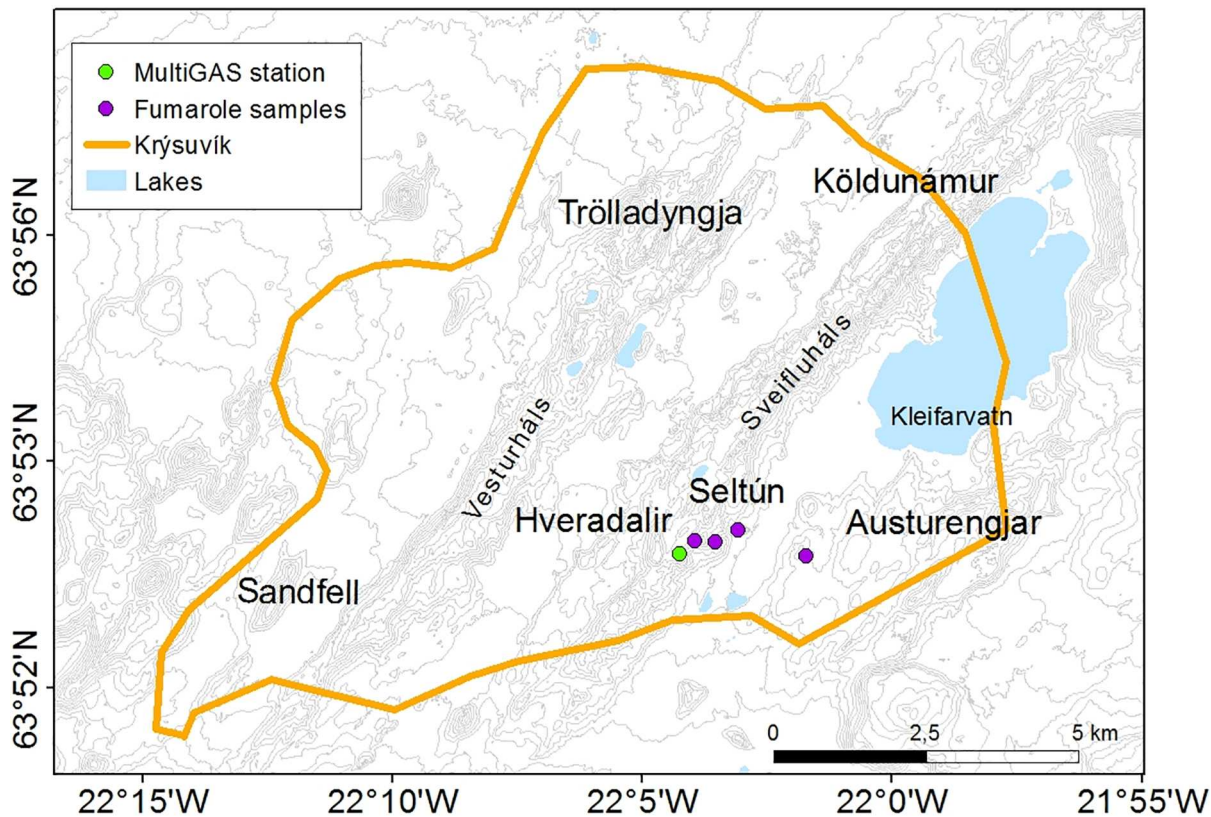 MultiGAS station
Fumarole samples
Krýsuvík
Lakes
Köldunámur
Trölladyngja
Sveifluháls
Kleifarvatn
Vesturháls
Seltún
Hveradalir
Austurengjar
Sandfell
63°56'N
63°53'N
63°52'N
0 2,5 5 km
22°15'W 22°10'W 22°5'W 22°0'W 21°55'W